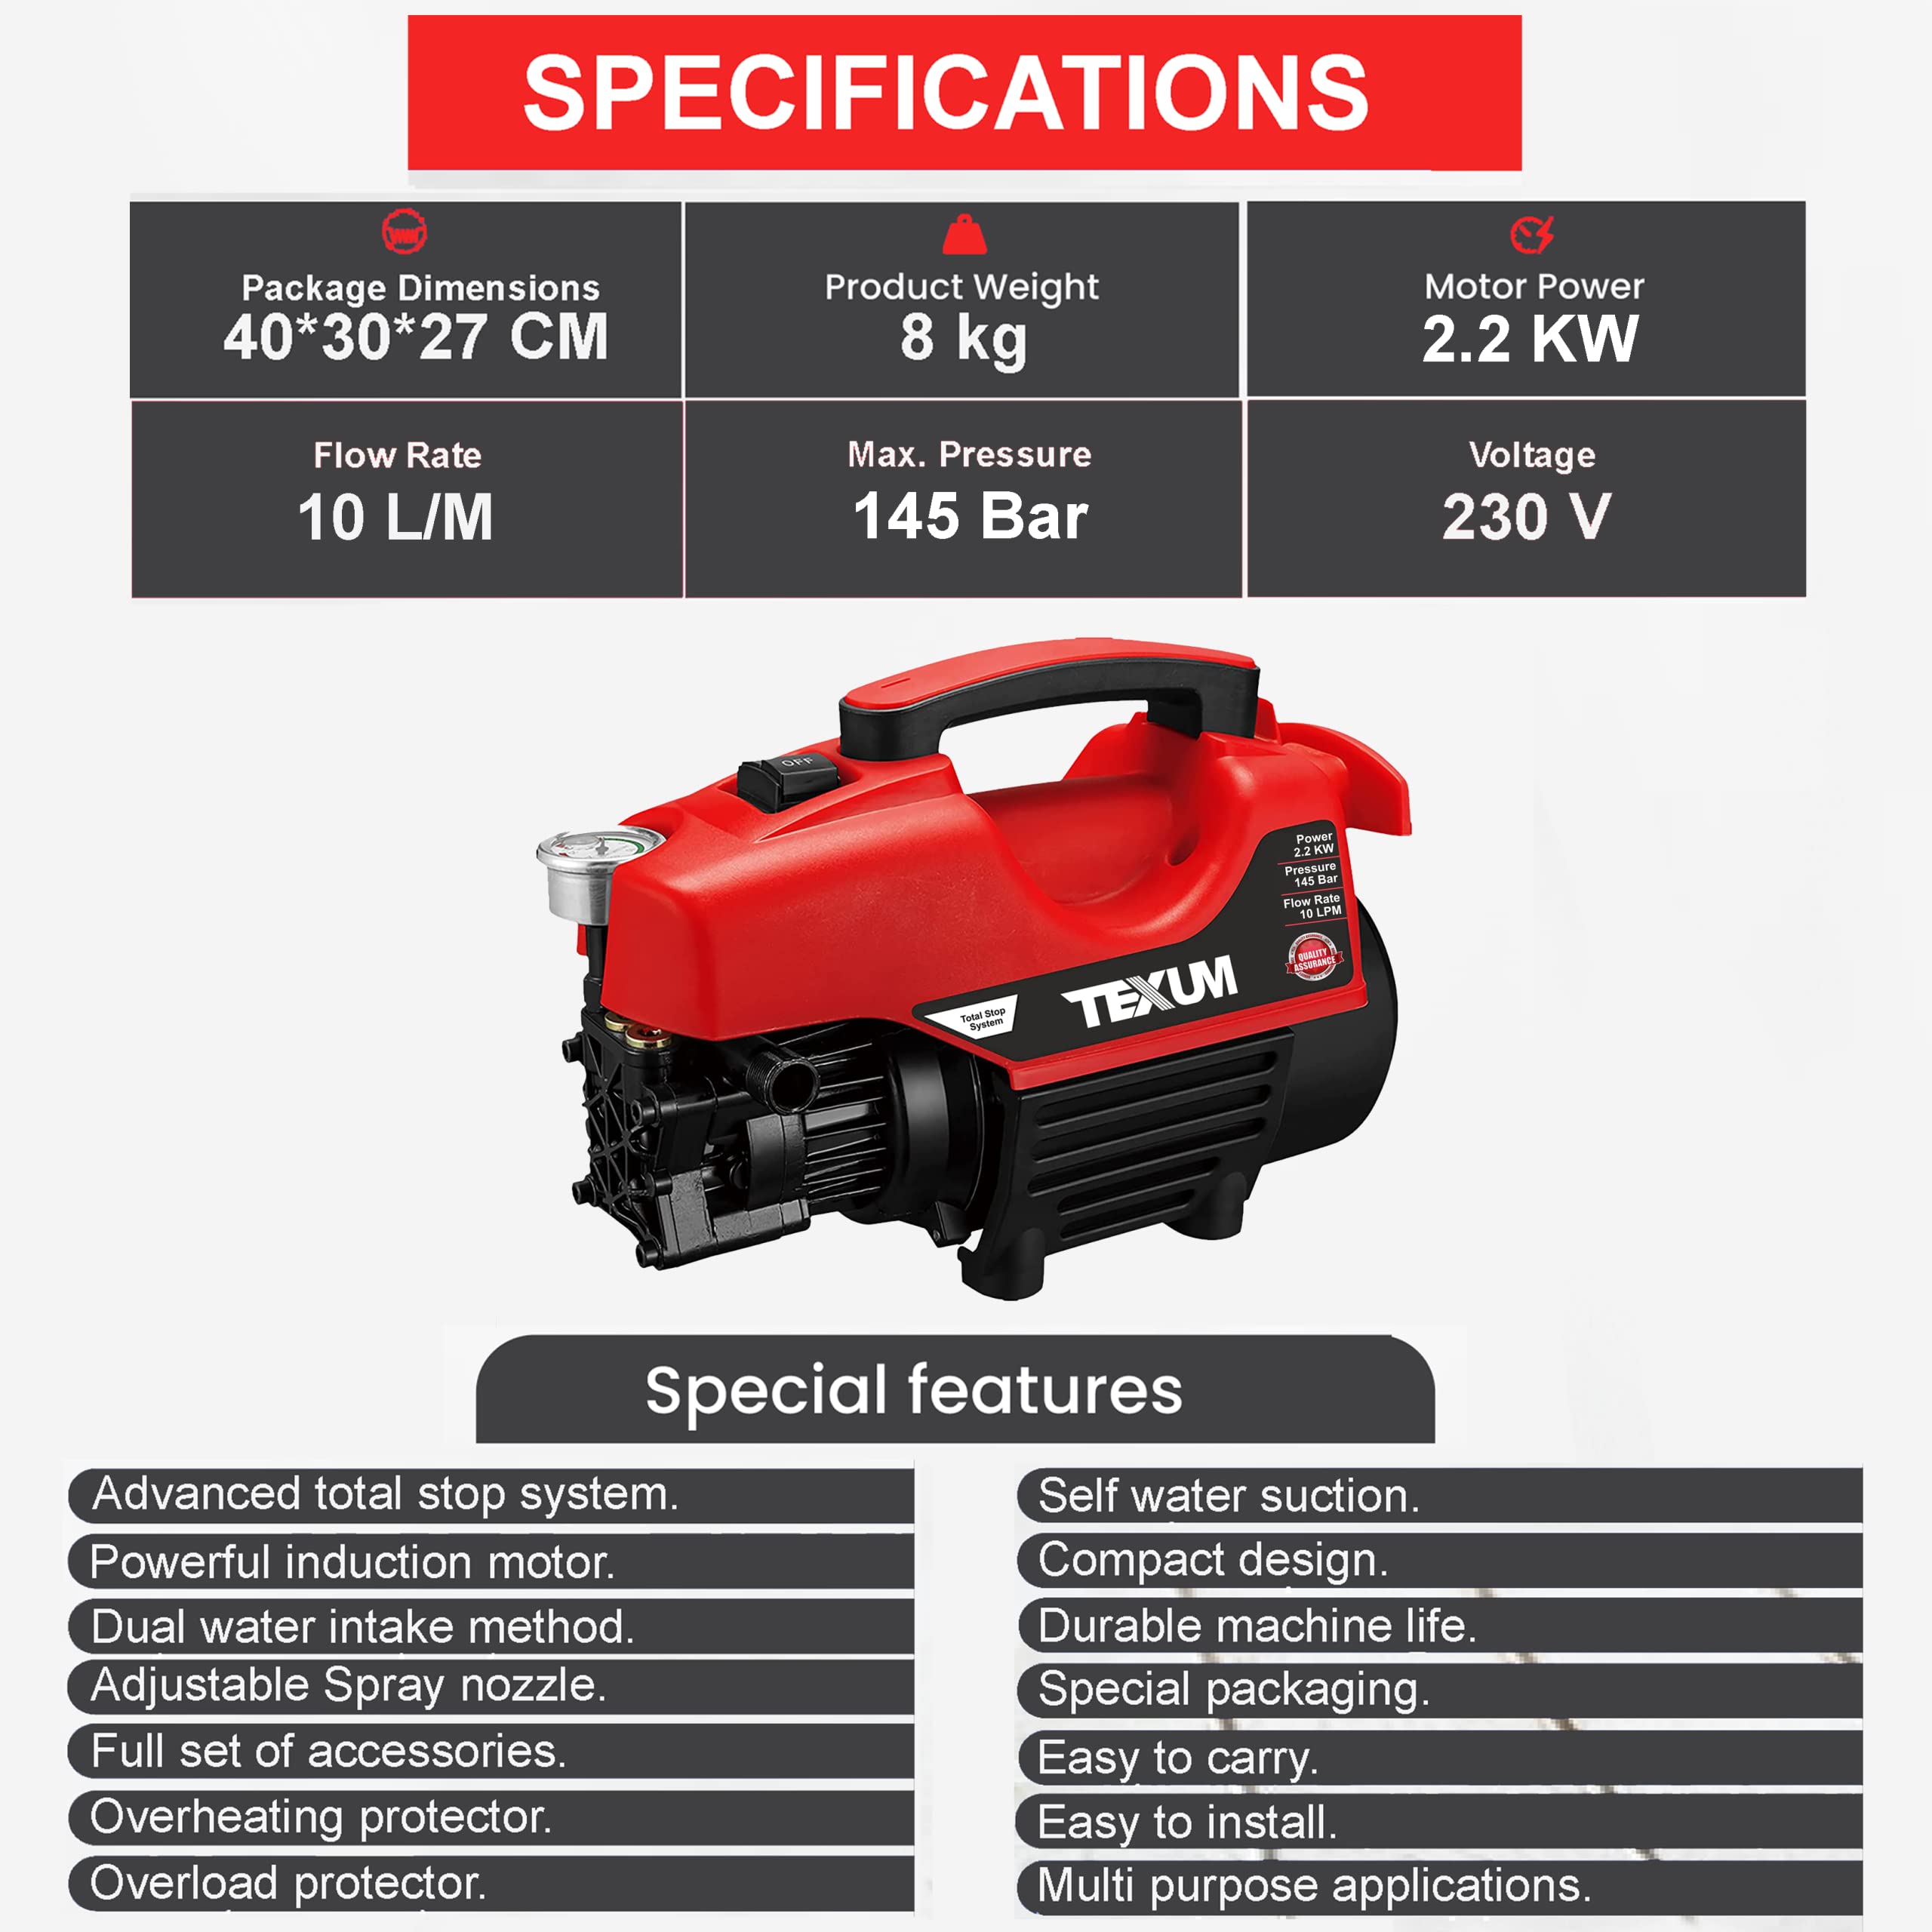 SPECIFICATIONS
Package Dimensions
40*30*27 CM
Product Weight
8 kg
Motor Power
2.2 KW
Flow Rate
10 L/M
Max. Pressure
145 Bar
Voltage
230 V
OFF
Power
2.2 KW
Pressure
145 Bar
Flow Rate
10 LPM
QUALITY
ASSURANCE
TEXUM
Total Stop
System
Special features
Advanced total stop system.
Powerful induction motor.
Dual water intake method.
Adjustable Spray nozzle.
Full set of accessories.
Overheating protector.
Overload protector.
Self water suction.
Compact design.
Durable machine life.
Special packaging.
Easy to carry.
Easy to install.
Multi purpose applications.